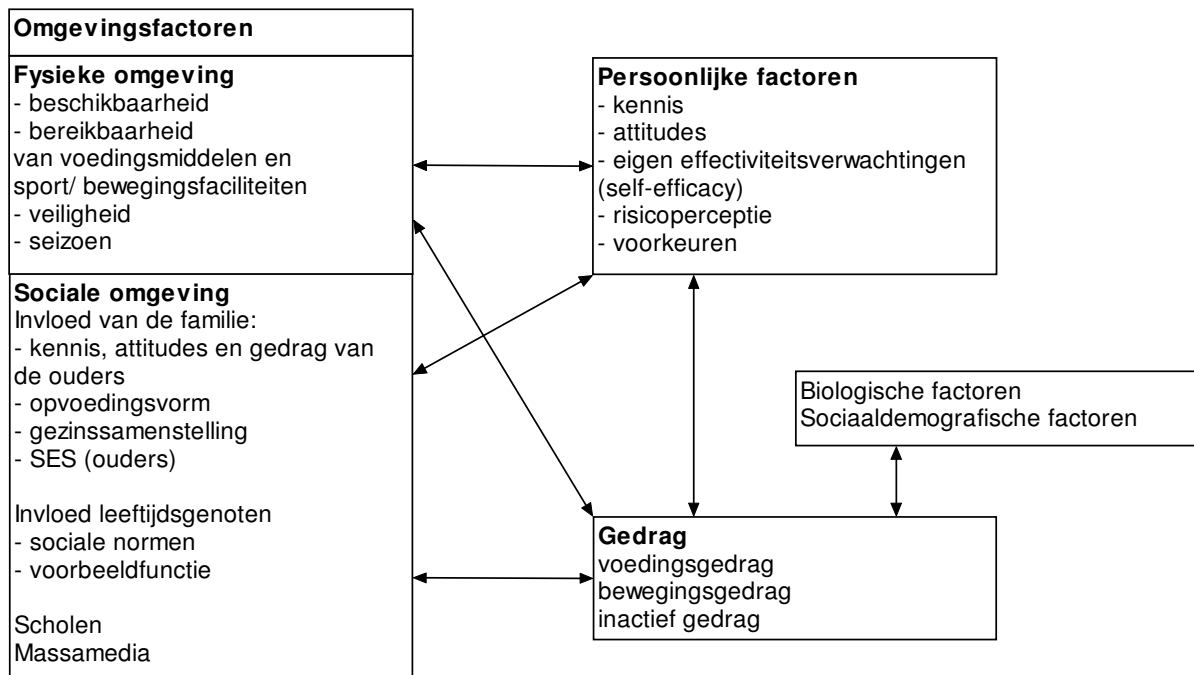 Omgevingsfactoren
Fysieke omgeving
- beschikbaarheid
- bereikbaarheid
van voedingsmiddelen en
sport/ bewegingsfaciliteiten
- veiligheid
- seizoen
Sociale omgeving
Invloed van de familie:
- kennis, attitudes en gedrag van
de ouders
- opvoedingsvorm
- gezinssamenstelling
- SES (ouders)
Invloed leeftijdsgenoten
- sociale normen
- voorbeeldfunctie
Scholen
Massamedia
Persoonlijke factoren
- kennis
- attitudes
- eigen effectiviteitsverwachtingen
(self-efficacy)
- risicoperceptie
- voorkeuren
Biologische factoren
Sociaaldemografische factoren
Gedrag
voedingsgedrag
bewegingsgedrag
inactief gedrag